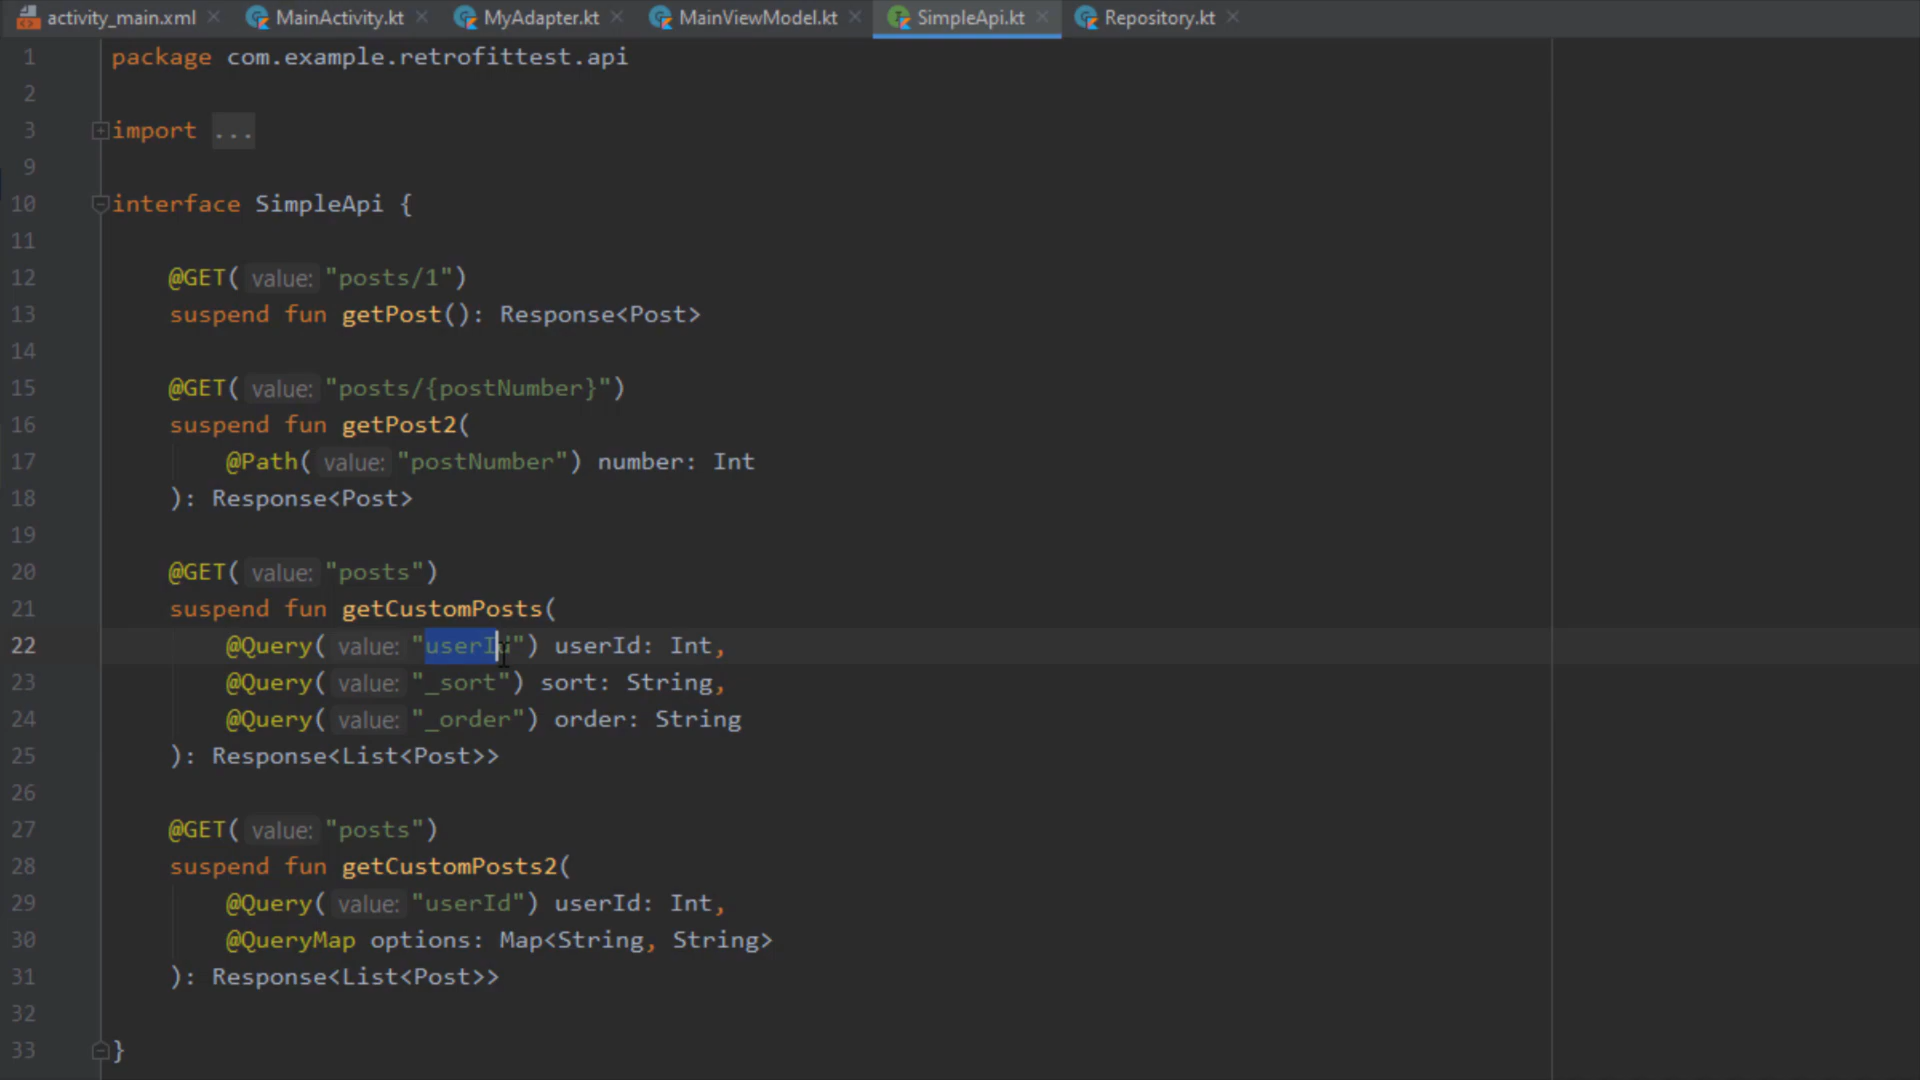 activity_main.xml MainActivity.kt MyAdapter.kt MainViewModel.kt SimpleApi.kt Repository.kt
1 package com.example.retrofittest.api
2
3 import ...
9
10 interface SimpleApi {
11
12 @GET( value: "posts/1")
13 suspend fun getPost(): Response<Post>
14
15 @GET( value: "posts/{postNumber}")
16 suspend fun getPost2(
17 @Path( value: "postNumber") number: Int
18 ): Response<Post>
19
20 @GET( value: "posts")
21 suspend fun getCustomPosts(
22 @Query( value: "userId") userId: Int,
23 @Query( value: "_sort") sort: String,
24 @Query( value: "_order") order: String
25 ): Response<List<Post>>
26
27 @GET( value: "posts")
28 suspend fun getCustomPosts2(
29 @Query( value: "userId") userId: Int,
30 @QueryMap options: Map<String, String>
31 ): Response<List<Post>>
32
33 }